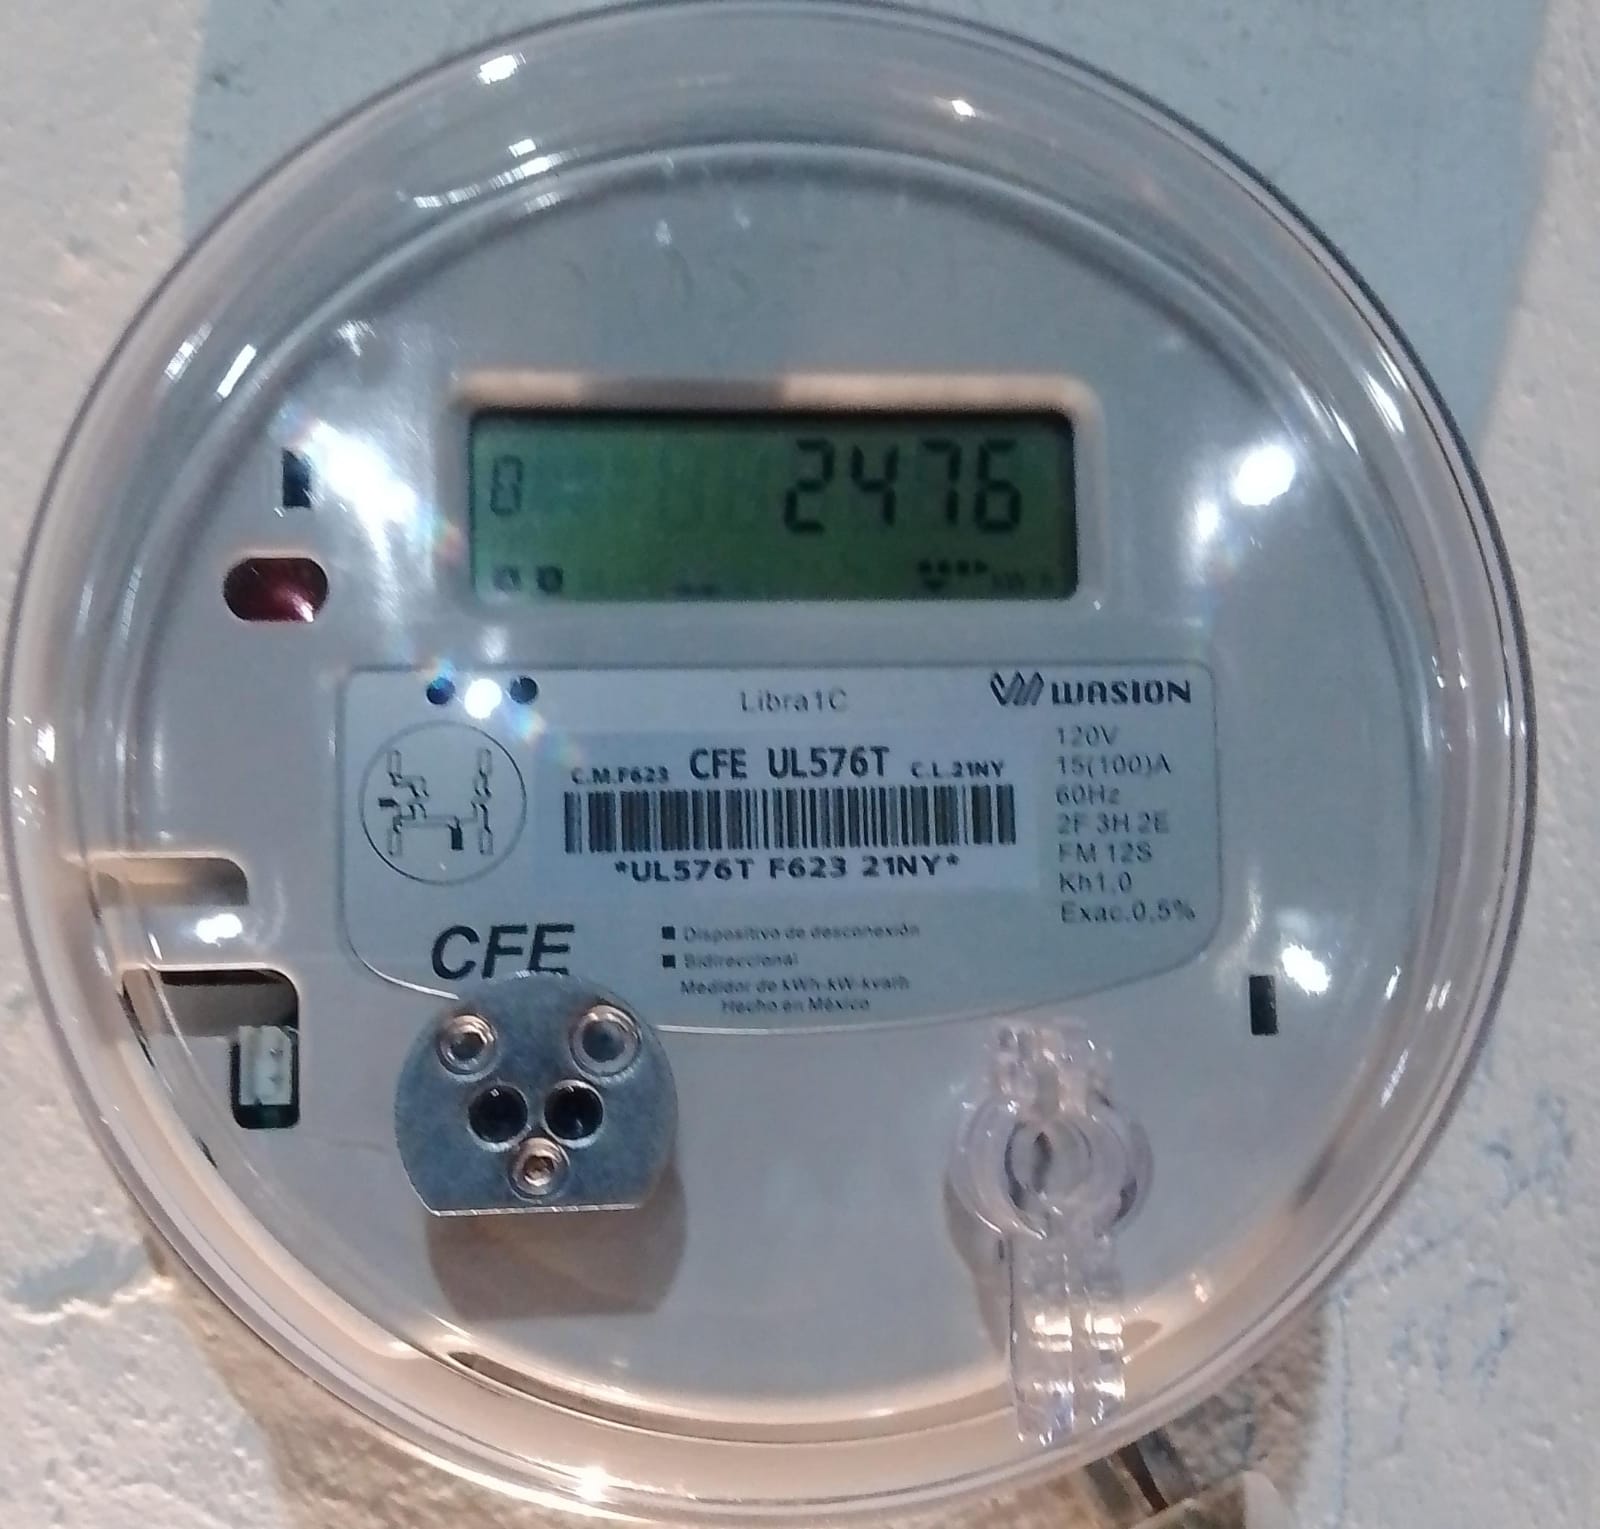 8 2476
Libra1C
WASION
C.M.F623 CFE UL576T C.L.21NY
*UL576T F623 21NY*
120V
15(100)A
60Hz
2F 3H 2E
FM 12S
Kh1,0
Exac.0,5%
CFE
Dispositivo de desconexión
Bidireccional
Medidor de kWh-kW-kvarh
Hecho en México